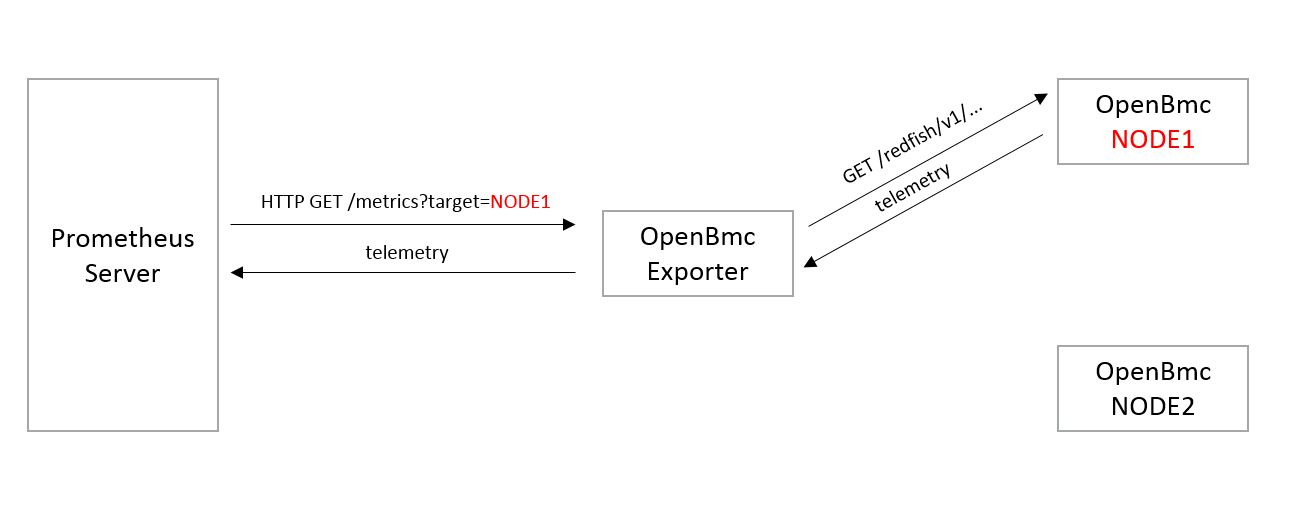 Prometheus
Server
HTTP GET /metrics?target=NODE1
telemetry
OpenBmc
Exporter
GET /redfish/v1/...
telemetry
OpenBmc
NODE1
OpenBmc
NODE2